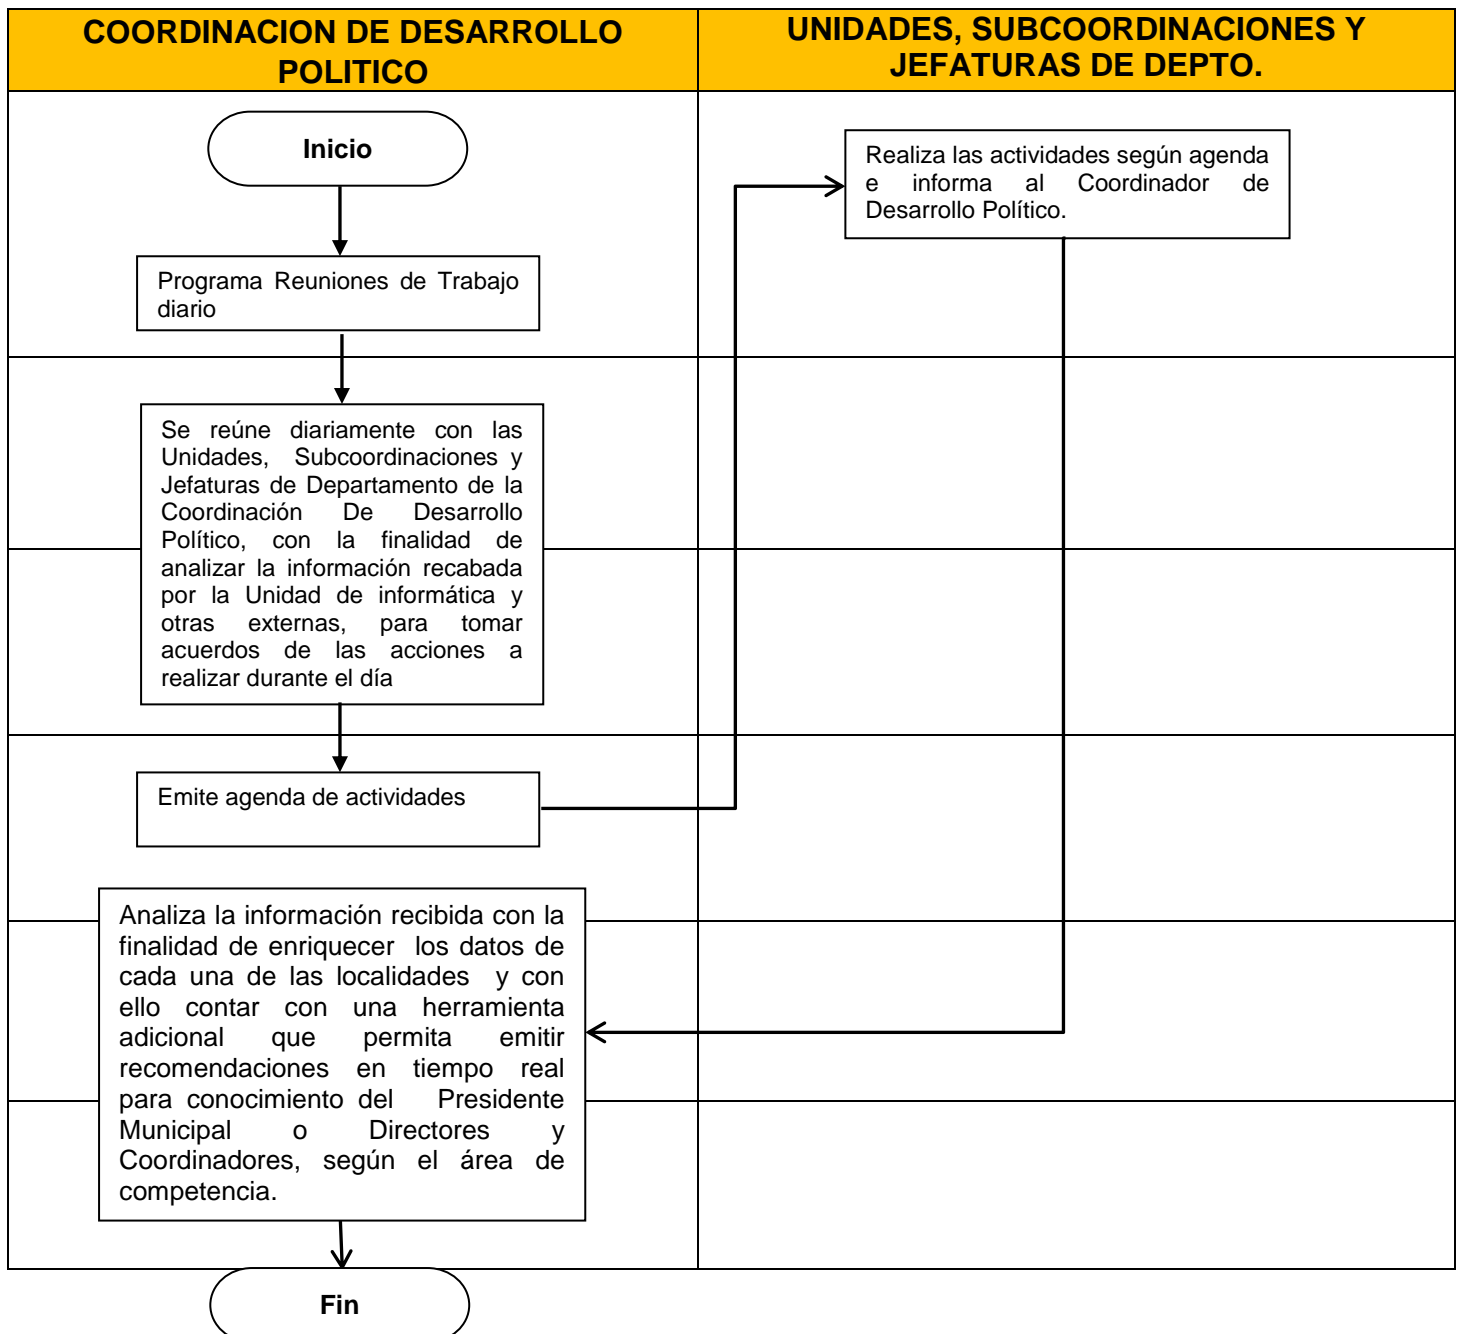 COORDINACION DE DESARROLLO
POLITICO
UNIDADES, SUBCOORDINACIONES Y
JEFATURAS DE DEPTO.
Inicio
Programa Reuniones de Trabajo
diario
Se reúne diariamente con las
Unidades, Subcoordinaciones y
Jefaturas de Departamento de la
Coordinación De Desarrollo
Político, con la finalidad de
analizar la información recabada
por la Unidad de informática y
otras externas, para tomar
acuerdos de las acciones a
realizar durante el día
Emite agenda de actividades
Realiza las actividades según agenda
e informa al Coordinador de
Desarrollo Político.
Analiza la información recibida con la
finalidad de enriquecer los datos de
cada una de las localidades y con
ello contar con una herramienta
adicional que permita emitir
recomendaciones en tiempo real
para conocimiento del Presidente
Municipal o Directores y
Coordinadores, según el área de
competencia.
Fin